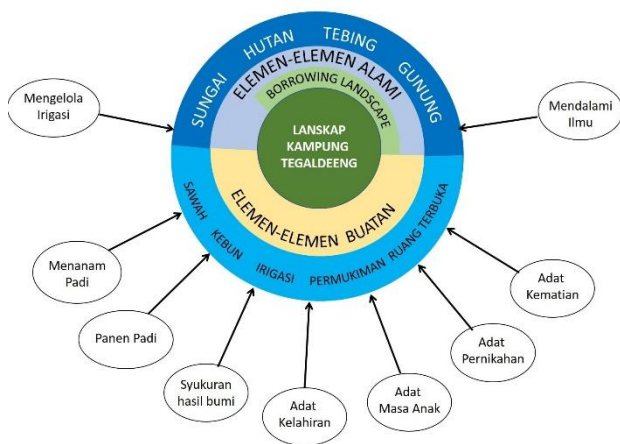 SUNGAI HUTAN TEBING GUNUNG
ELEMEN-ELEMEN ALAMI
BORROWING LANDSCAPE
LANSKAP
KAMPUNG
TEGALDEENG
ELEMEN-ELEMEN BUATAN
SAWAH KEBUN IRIGASI PERMUKIMAN RUANG TERBUKA
Mengelola
Irigasi
Mendalami
Ilmu
Menanam
Padi
Panen Padi
Syukuran
hasil bumi
Adat
Kelahiran
Adat
Masa Anak
Adat
Pernikahan
Adat
Kematian